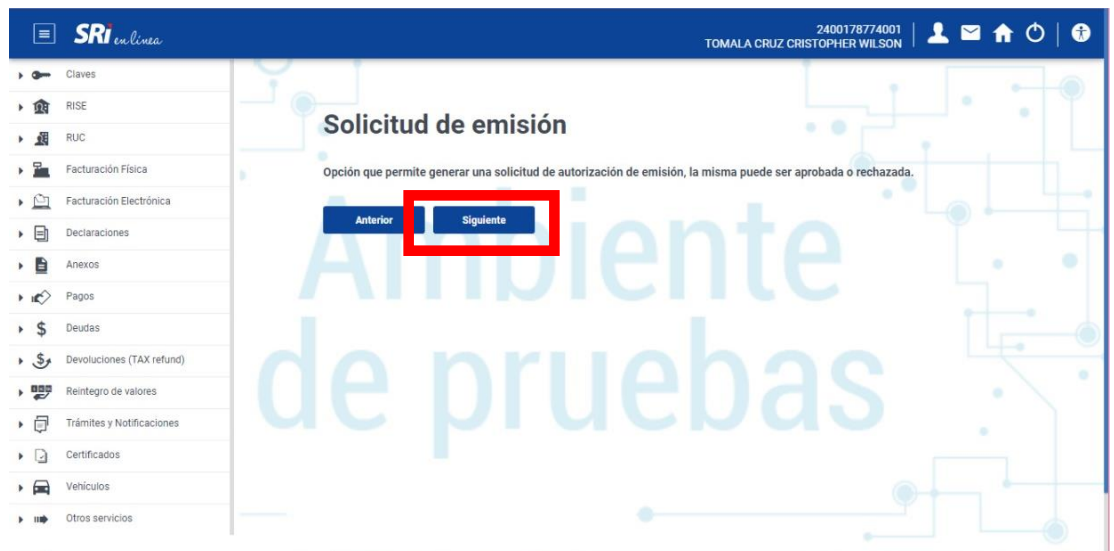 SRi en línea
2400178774001
TOMALA CRUZ CRISTOPHER WILSON
Claves
RISE
RUC
Facturación Física
Facturación Electrónica
Declaraciones
Anexos
Pagos
Deudas
Devoluciones (TAX refund)
Reintegro de valores
Trámites y Notificaciones
Certificados
Vehículos
Otros servicios
Solicitud de emisión
Opción que permite generar una solicitud de autorización de emisión, la misma puede ser aprobada o rechazada.
Anterior
Siguiente
Ambiente
de pruebas